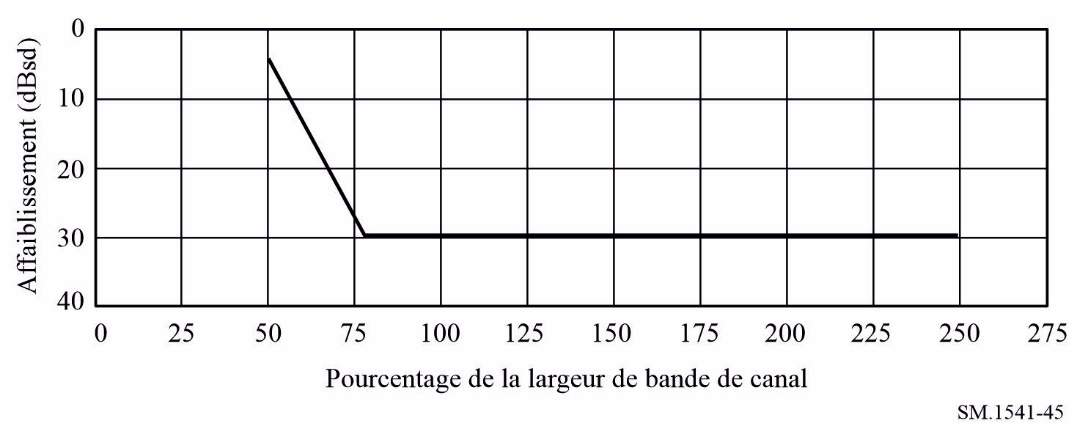 Affaiblissement (dBsd)
0
10
20
30
40
0 25 50 75 100 125 150 175 200 225 250 275
Pourcentage de la largeur de bande de canal
SM.1541-45